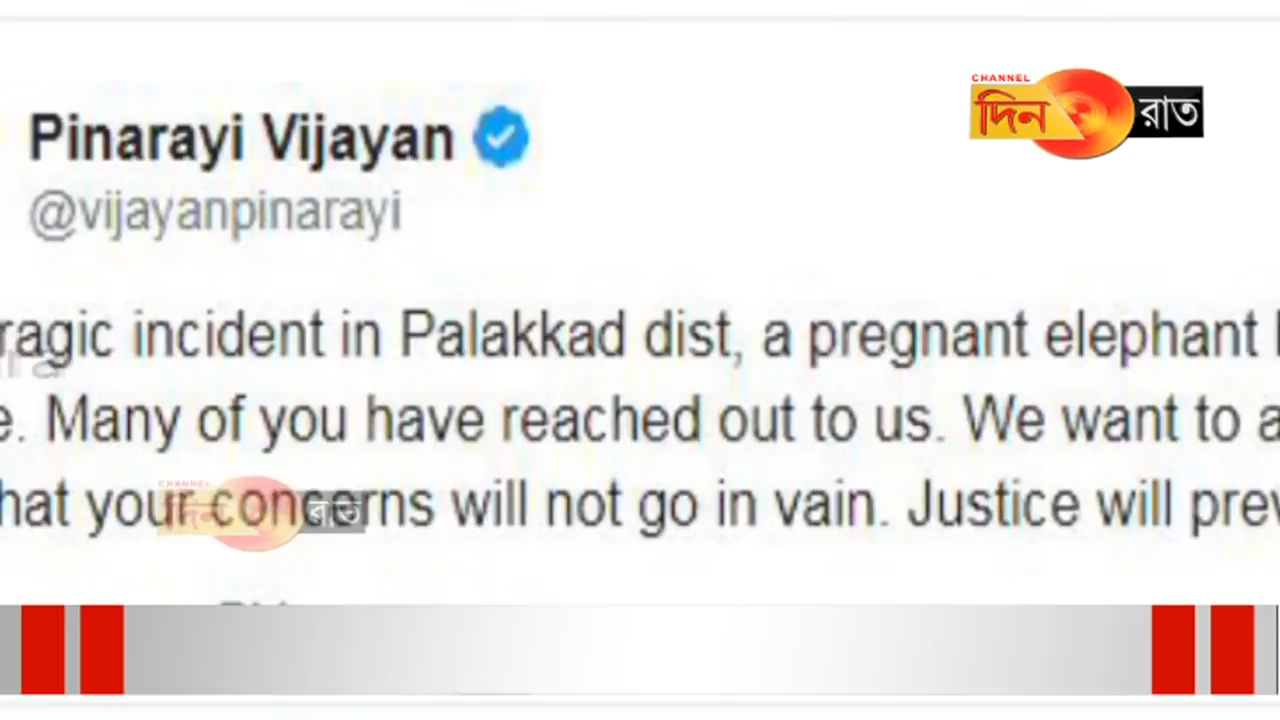 CHANNEL
দিন রাত
Pinarayi Vijayan
@vijayanpinarayi
ragic incident in Palakkad dist, a pregnant elephant
e. Many of you have reached out to us. We want to a
hat your concerns will not go in vain. Justice will prev
CHANNEL
দিন রাত